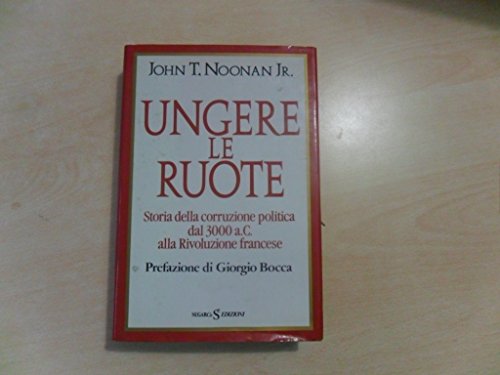 JOHN T. NOONAN JR.
UNGERE
LE
RUOTE
Storia della corruzione politica
dal 3000 a.C.
alla Rivoluzione francese
Prefazione di Giorgio Bocca
SUGARCO EDIZIONI